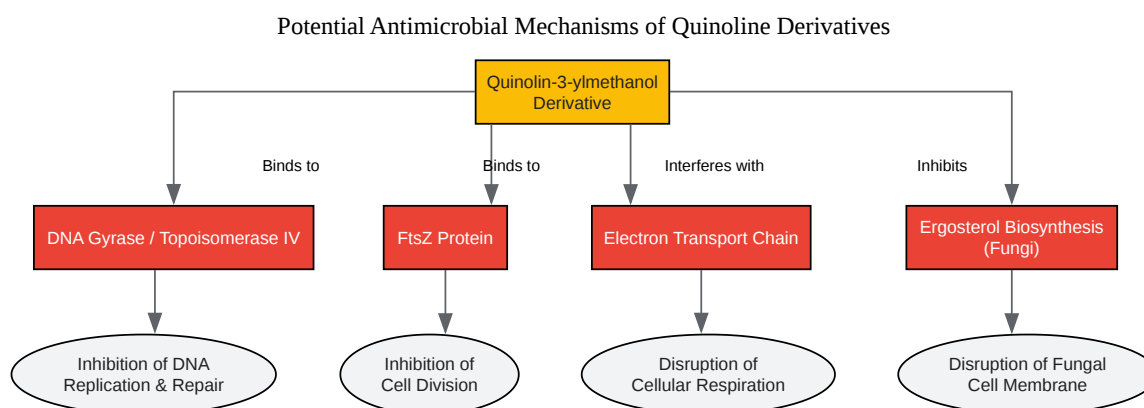 Potential Antimicrobial Mechanisms of Quinoline Derivatives
Quinolin-3-ylmethanol
Derivative
Binds to
Binds to
Interferes with
Inhibits
DNA Gyrase / Topoisomerase IV
FtsZ Protein
Electron Transport Chain
Ergosterol Biosynthesis
(Fungi)
Inhibition of DNA
Replication & Repair
Inhibition of
Cell Division
Disruption of
Cellular Respiration
Disruption of Fungal
Cell Membrane